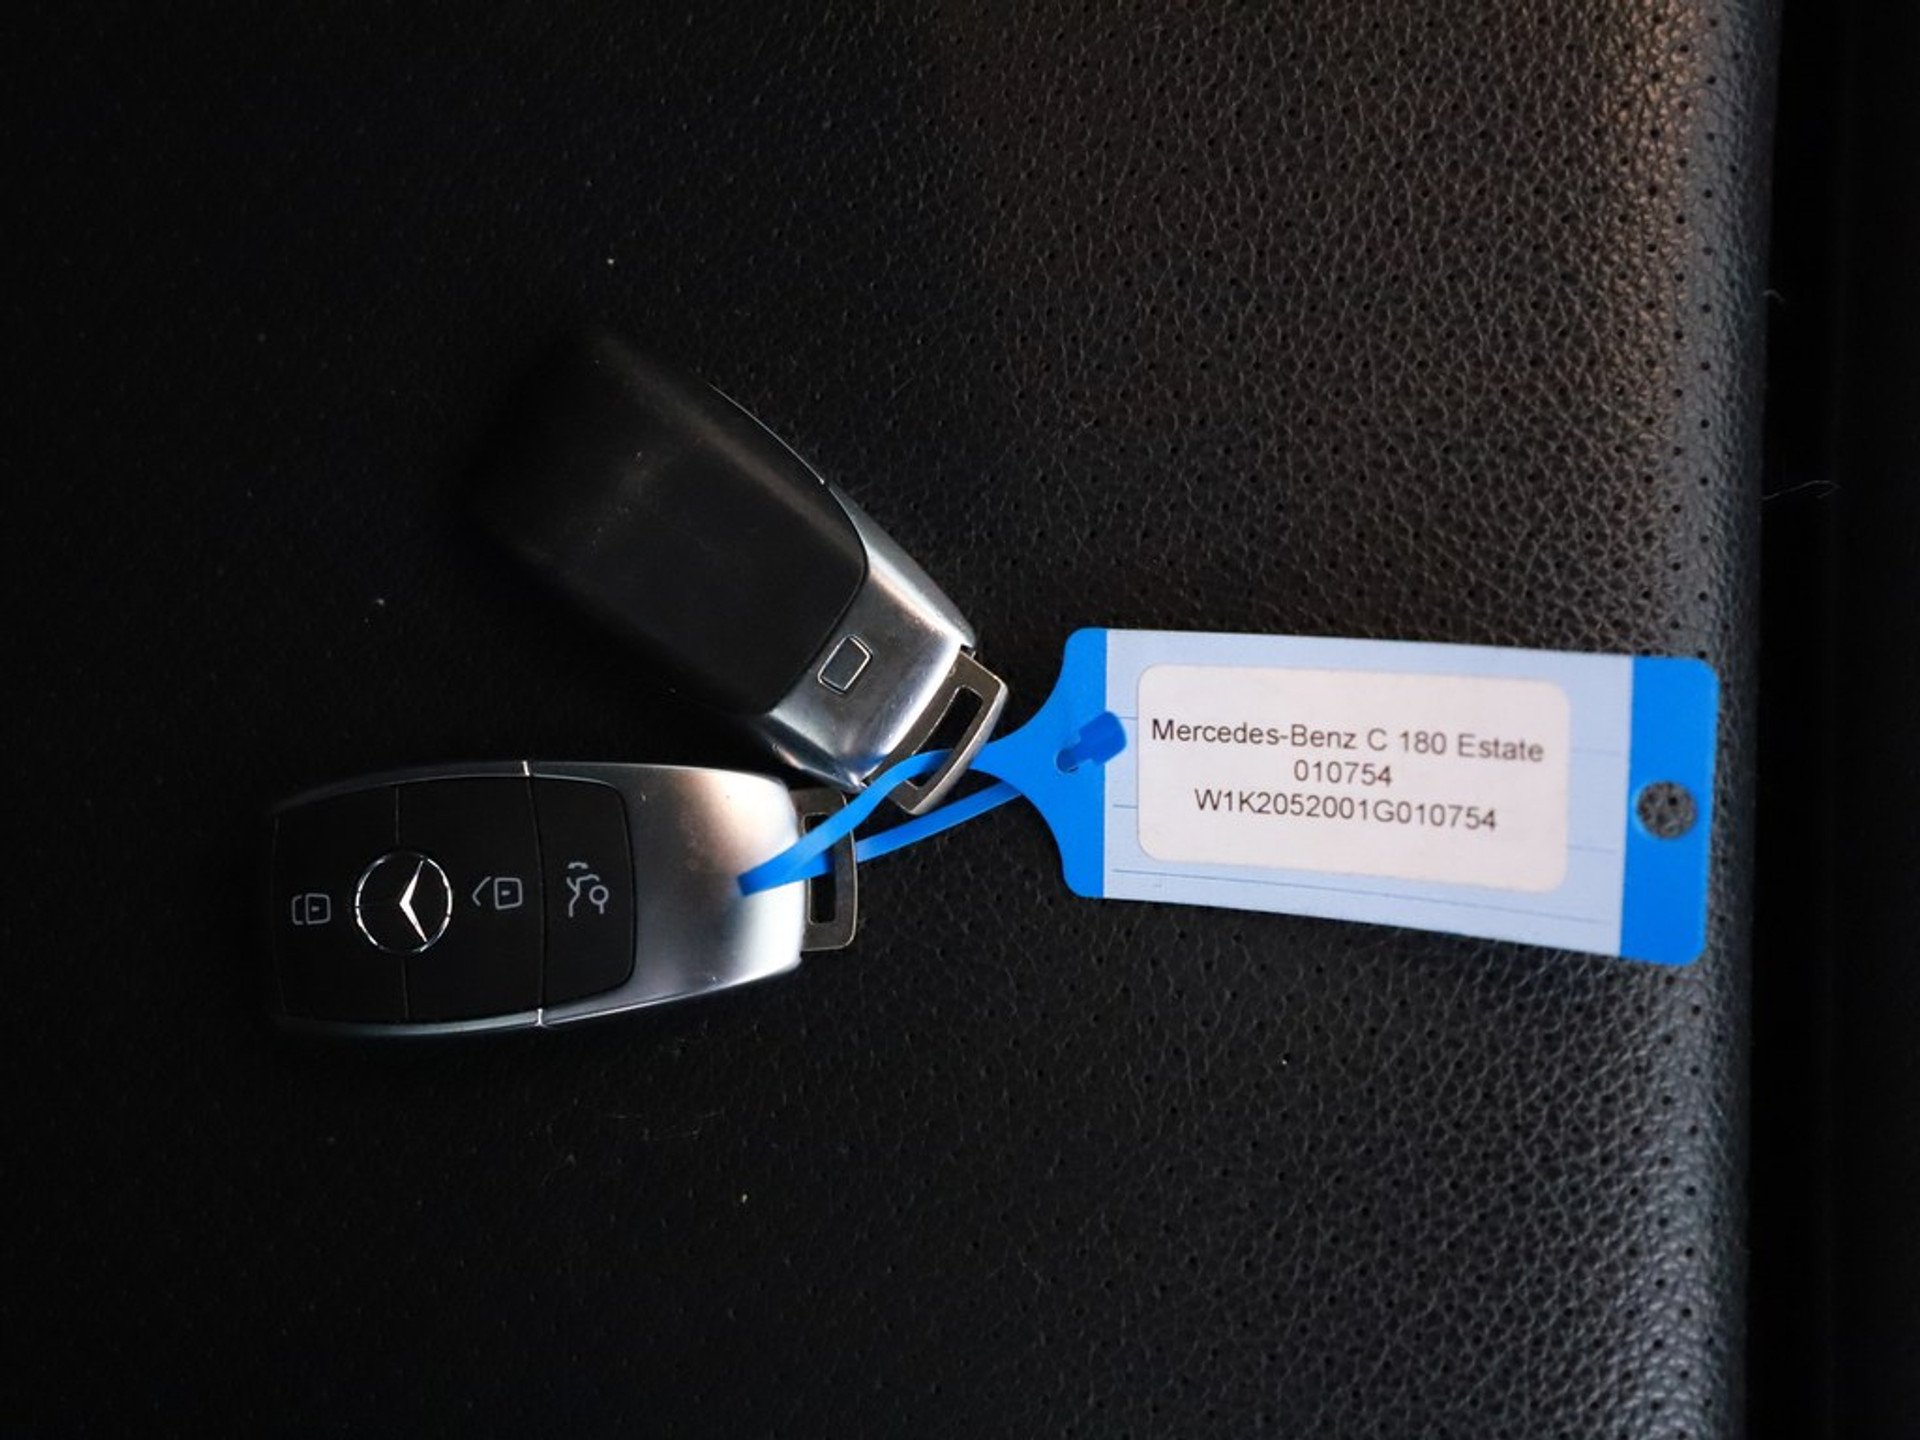 Mercedes-Benz C 180 Estate
010754
W1K2052001G010754